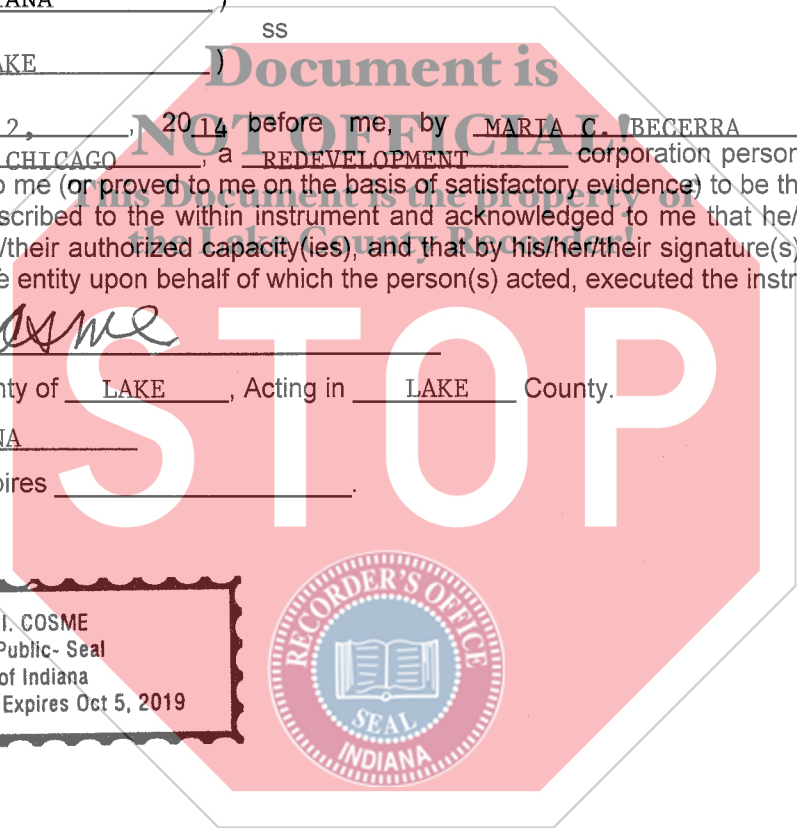 IANA )
ss
AKE )
Document is
NOT OFFICIAL!
This Document is the property of
the Lake County Recorder!
2, , 2014 before me, by MARIA C. BECERRA
CHICAGO , a REDEVELOPMENT corporation person
o me (or proved to me on the basis of satisfactory evidence) to be th
scribed to the within instrument and acknowledged to me that he/
/their authorized capacity(ies), and that by his/her/their signature(s)
e entity upon behalf of which the person(s) acted, executed the instr
osme
nty of LAKE , Acting in LAKE County.
NA
pires .
STOP
I. COSME
Public- Seal
of Indiana
Expires Oct 5, 2019
RECORDER'S OFFICE
SEAL
INDIANA